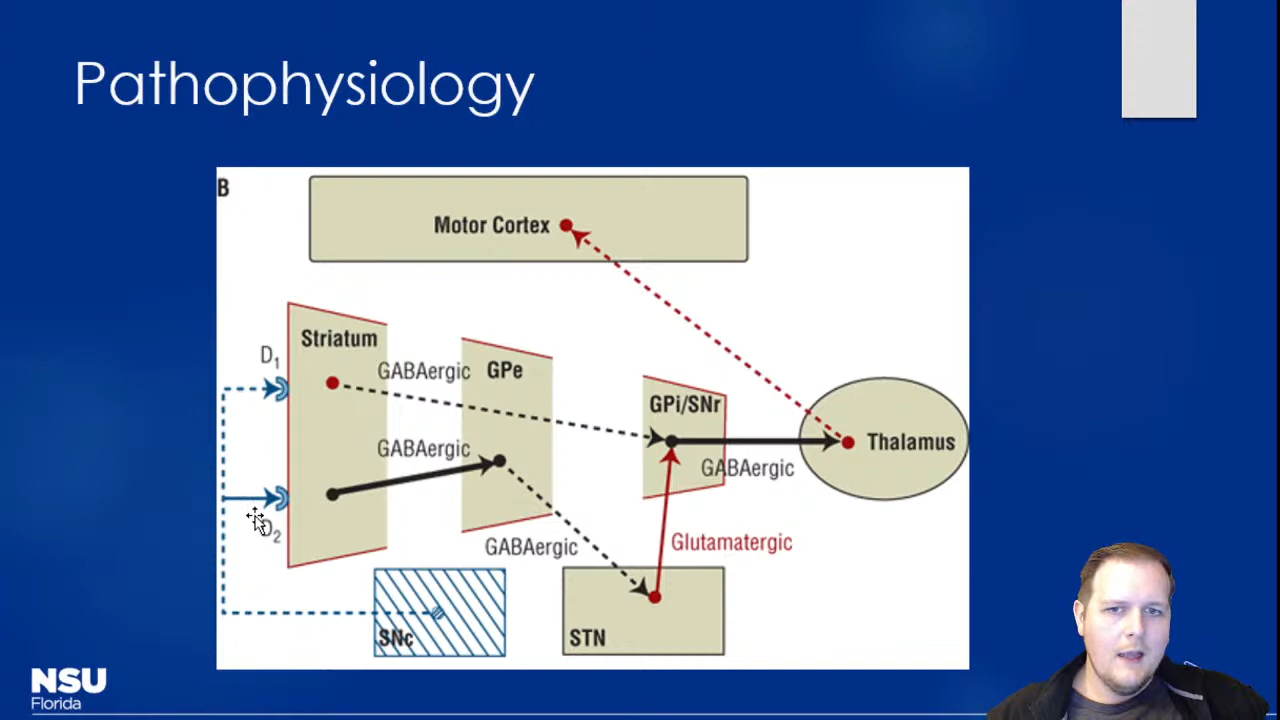 Pathophysiology
B
Motor Cortex
Striatum
D1
GABAergic
GPe
GPi/SNr
Thalamus
GABAergic
GABAergic
D2
GABAergic
Glutamatergic
SNc
STN
NSU
Florida